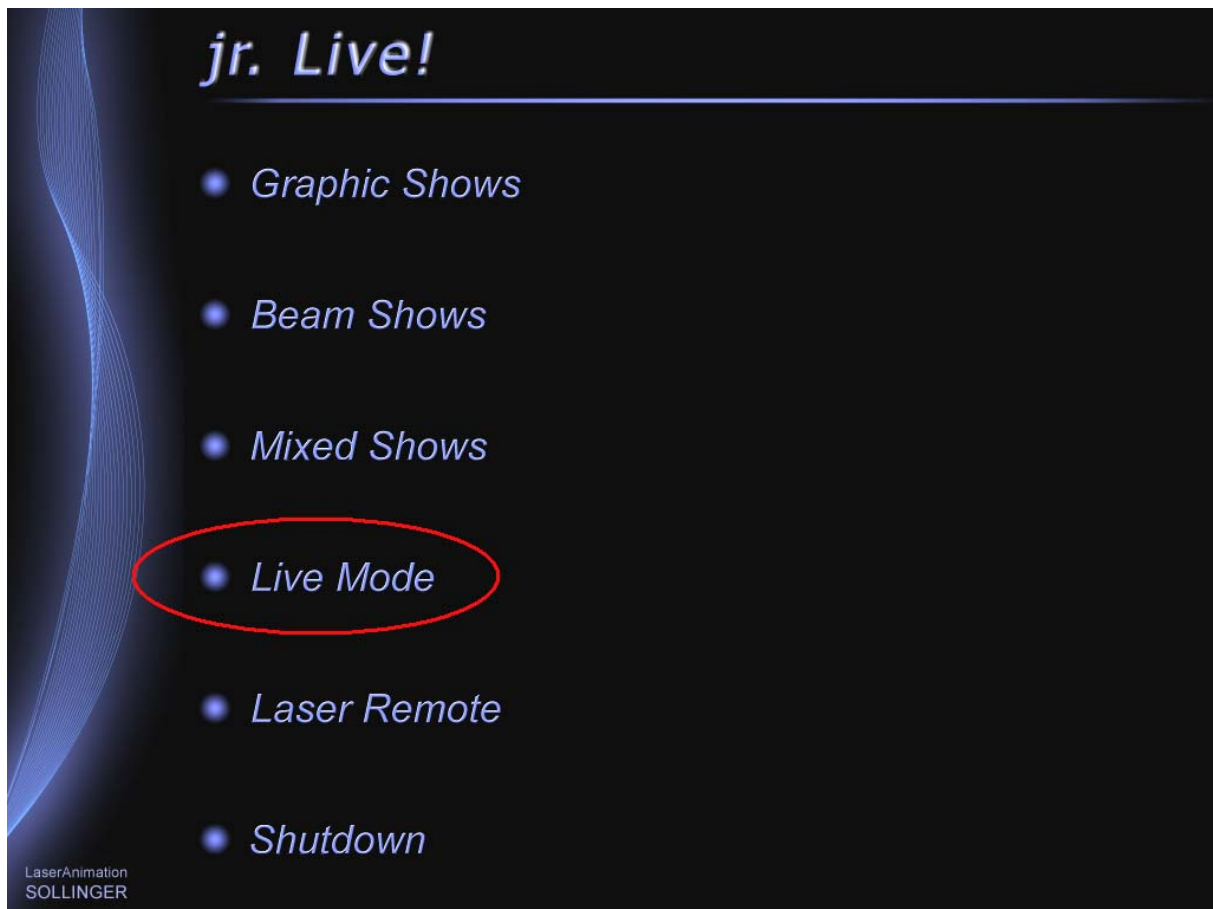 jr. Live!
Graphic Shows
Beam Shows
Mixed Shows
Live Mode
Laser Remote
Shutdown
LaserAnimation
SOLLINGER